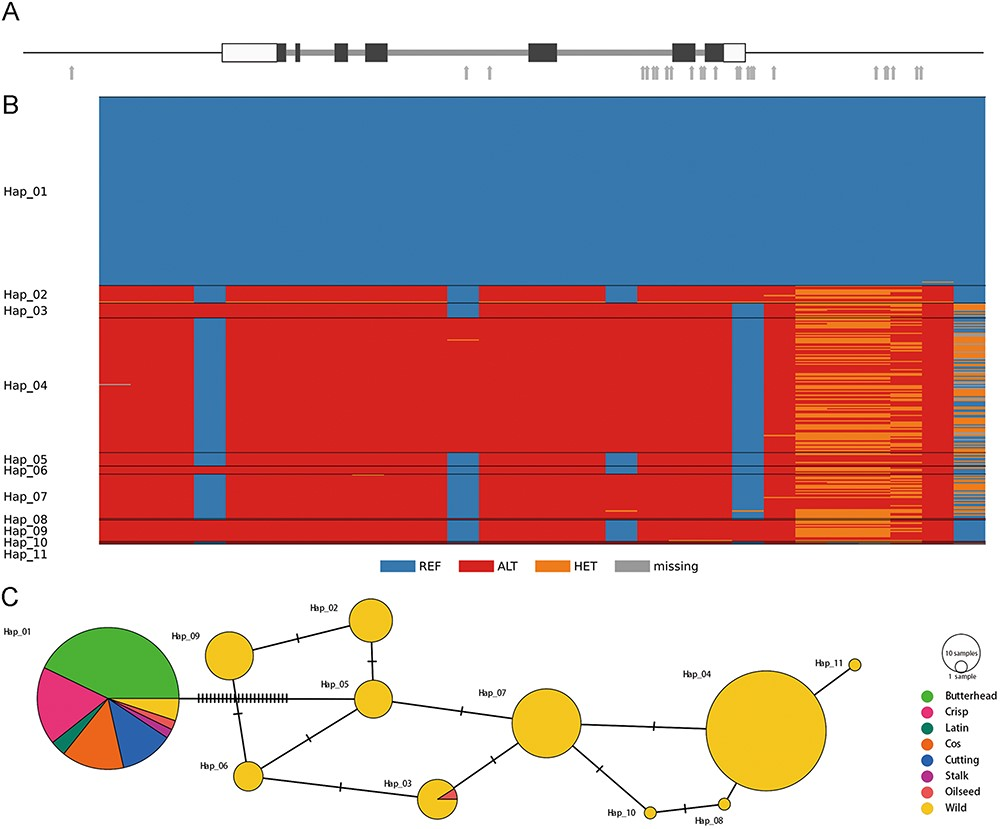 A
B
Hap_01
Hap_02
Hap_03
Hap_04
Hap_05
Hap_06
Hap_07
Hap_08
Hap_09
Hap_10
Hap_11
REF ALT HET missing
C
Hap_01
Hap_09
Hap_02
Hap_05
Hap_06
Hap_03
Hap_07
Hap_04
Hap_11
Hap_10
Hap_08
10 samples
1 sample
Butterhead
Crisp
Latin
Cos
Cutting
Stalk
Oilseed
Wild